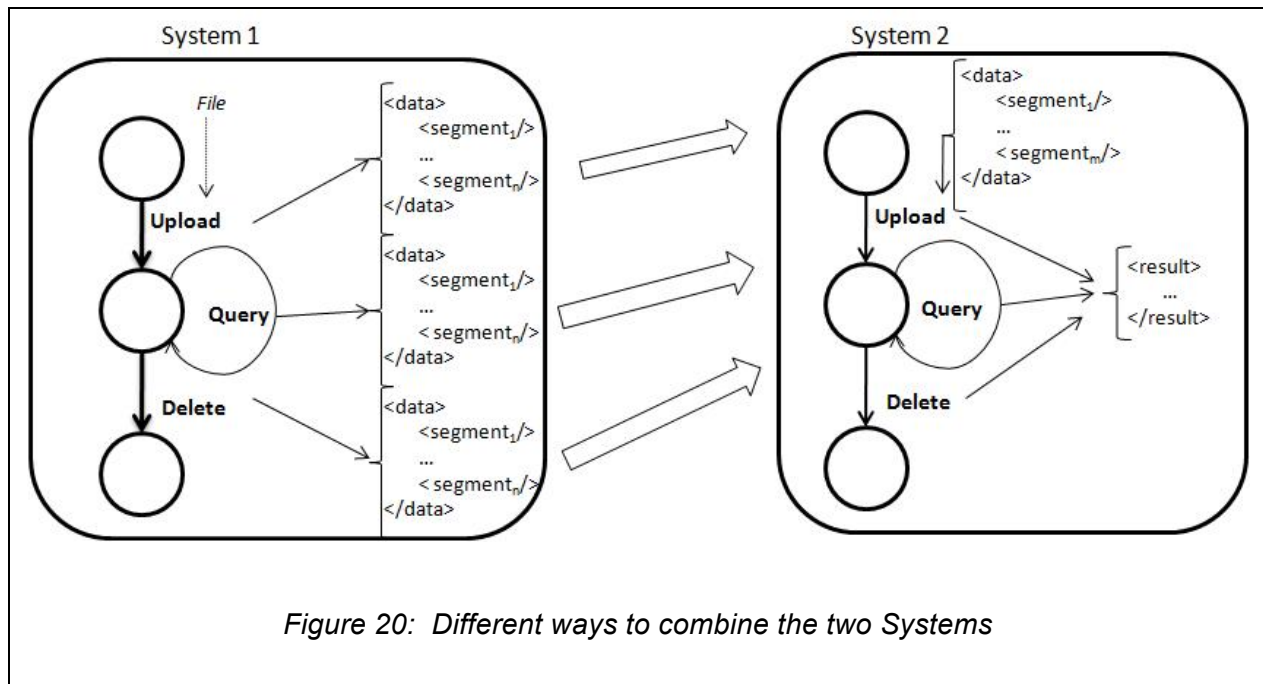 System 1
File
Upload
Query
Delete
<data>
<segment₁/>
...
<segmentₙ/>
</data>
<data>
<segment₁/>
...
<segmentₙ/>
</data>
<data>
<segment₁/>
...
<segmentₙ/>
</data>
System 2
<data>
<segment₁/>
...
<segmentₘ/>
</data>
Upload
Query
Delete
<result>
...
</result>
Figure 20: Different ways to combine the two Systems